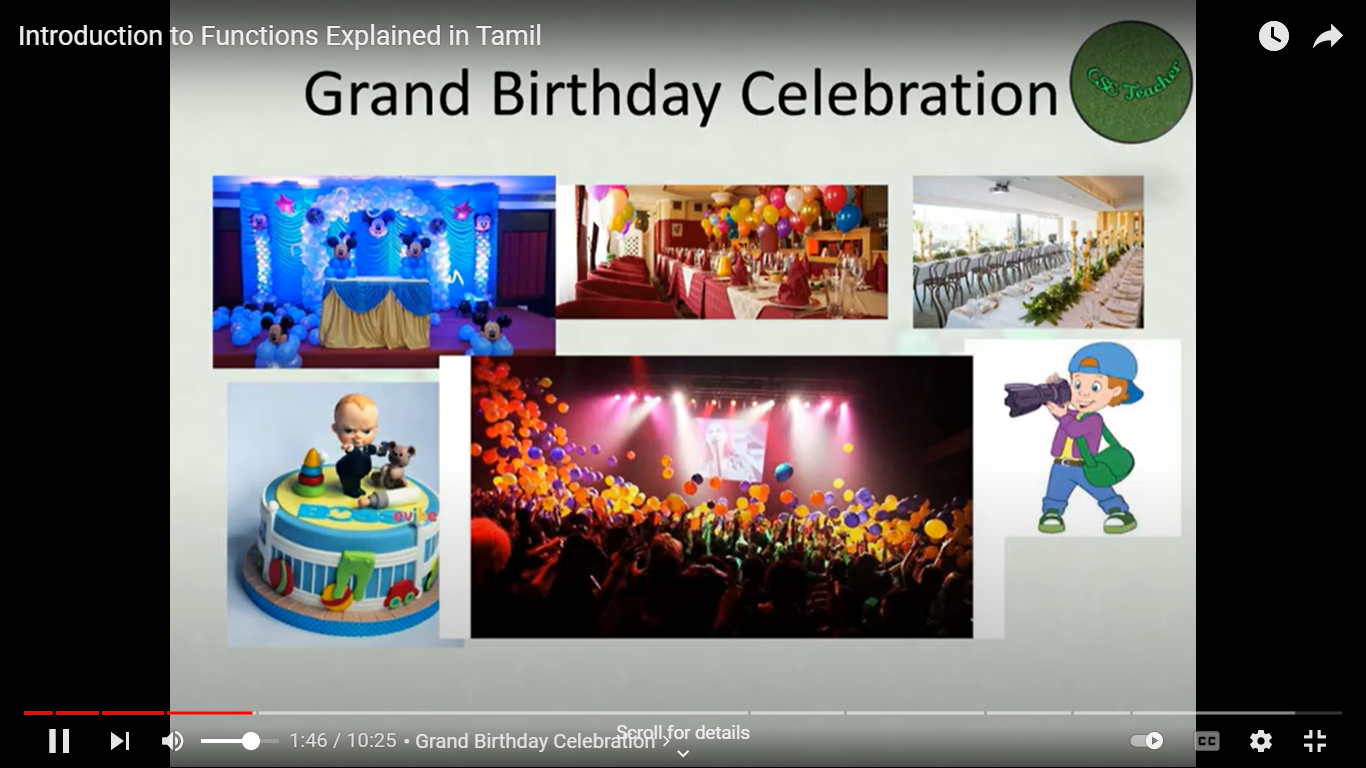 Introduction to Functions Explained in Tamil
Grand Birthday Celebration
CSE Teacher
1:46 / 10:25 • Grand Birthday Celebration ›
Scroll for details
CC